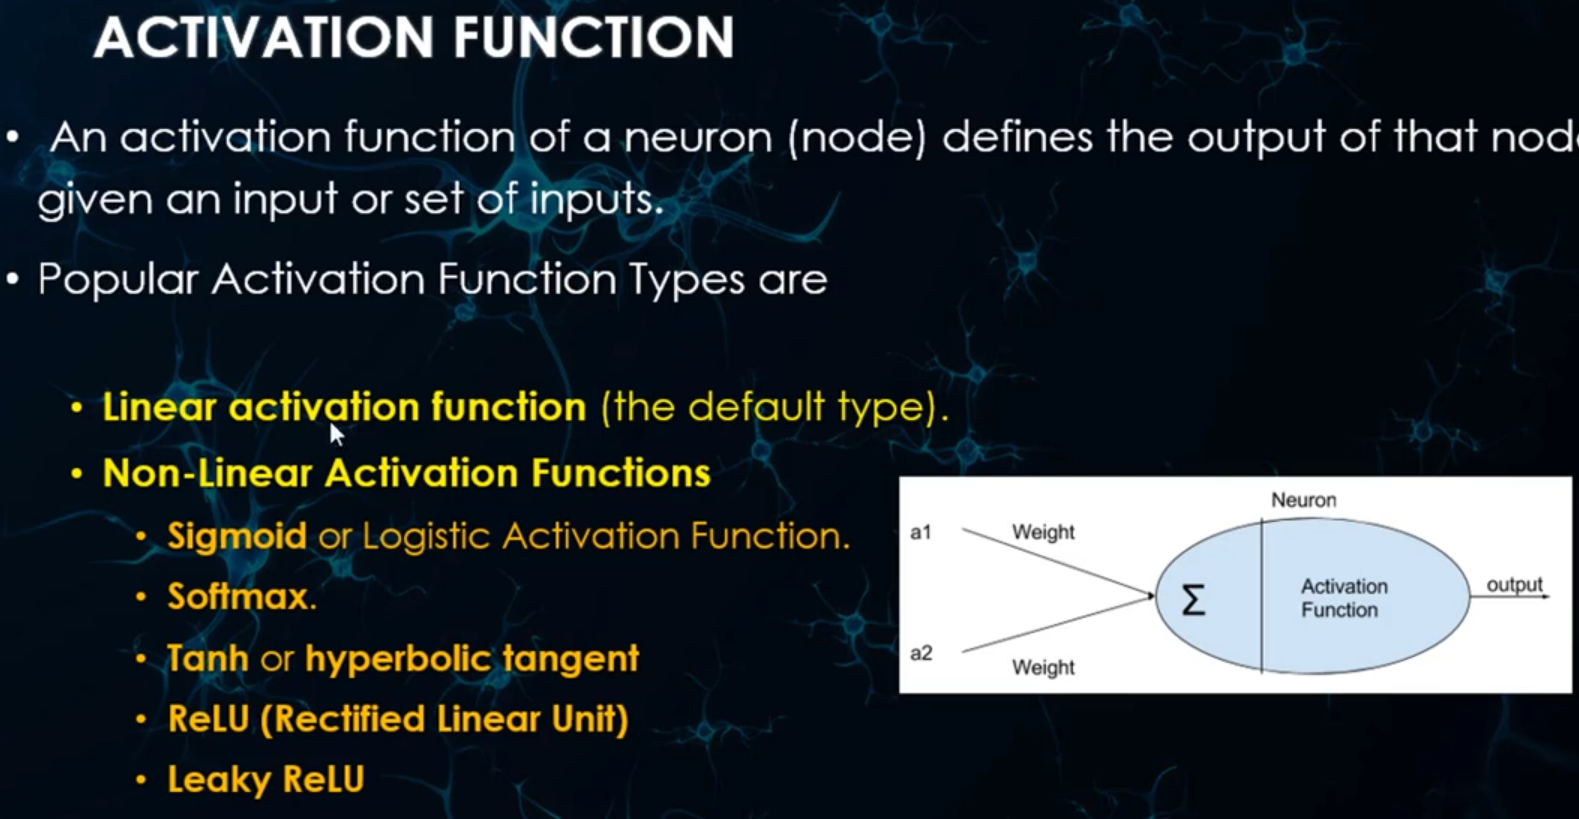 ACTIVATION FUNCTION
• An activation function of a neuron (node) defines the output of that
given an input or set of inputs.
• Popular Activation Function Types are
• Linear activation function (the default type).
• Non-Linear Activation Functions
• Sigmoid or Logistic Activation Function.
• Softmax.
• Tanh or hyperbolic tangent
• ReLU (Rectified Linear Unit)
• Leaky ReLU
Neuron
a1 Weight
Σ Activation
Function
output
a2 Weight